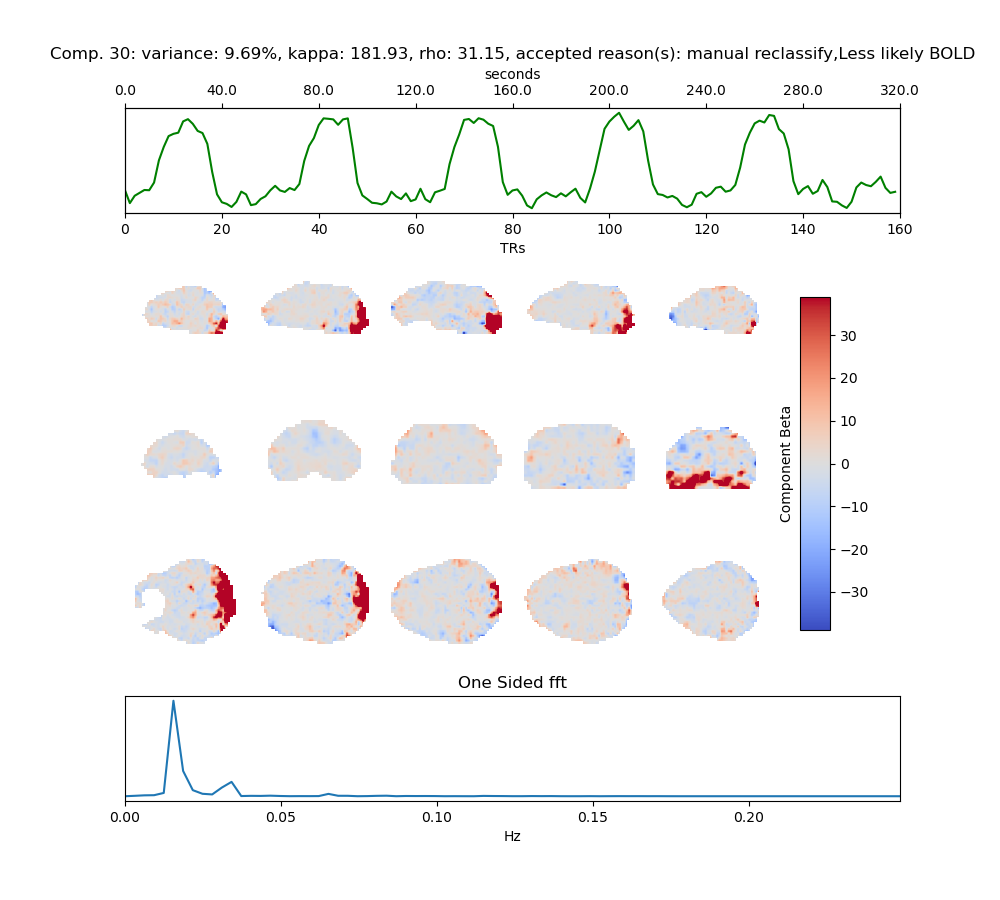 Comp. 30: variance: 9.69%, kappa: 181.93, rho: 31.15, accepted reason(s): manual reclassify,Less likely BOLD
seconds
0.0 40.0 80.0 120.0 160.0 200.0 240.0 280.0 320.0
0 20 40 60 80 100 120 140 160
TRs
30
20
10
0
−10
−20
−30
Component Beta
One Sided fft
0.00 0.05 0.10 0.15 0.20
Hz